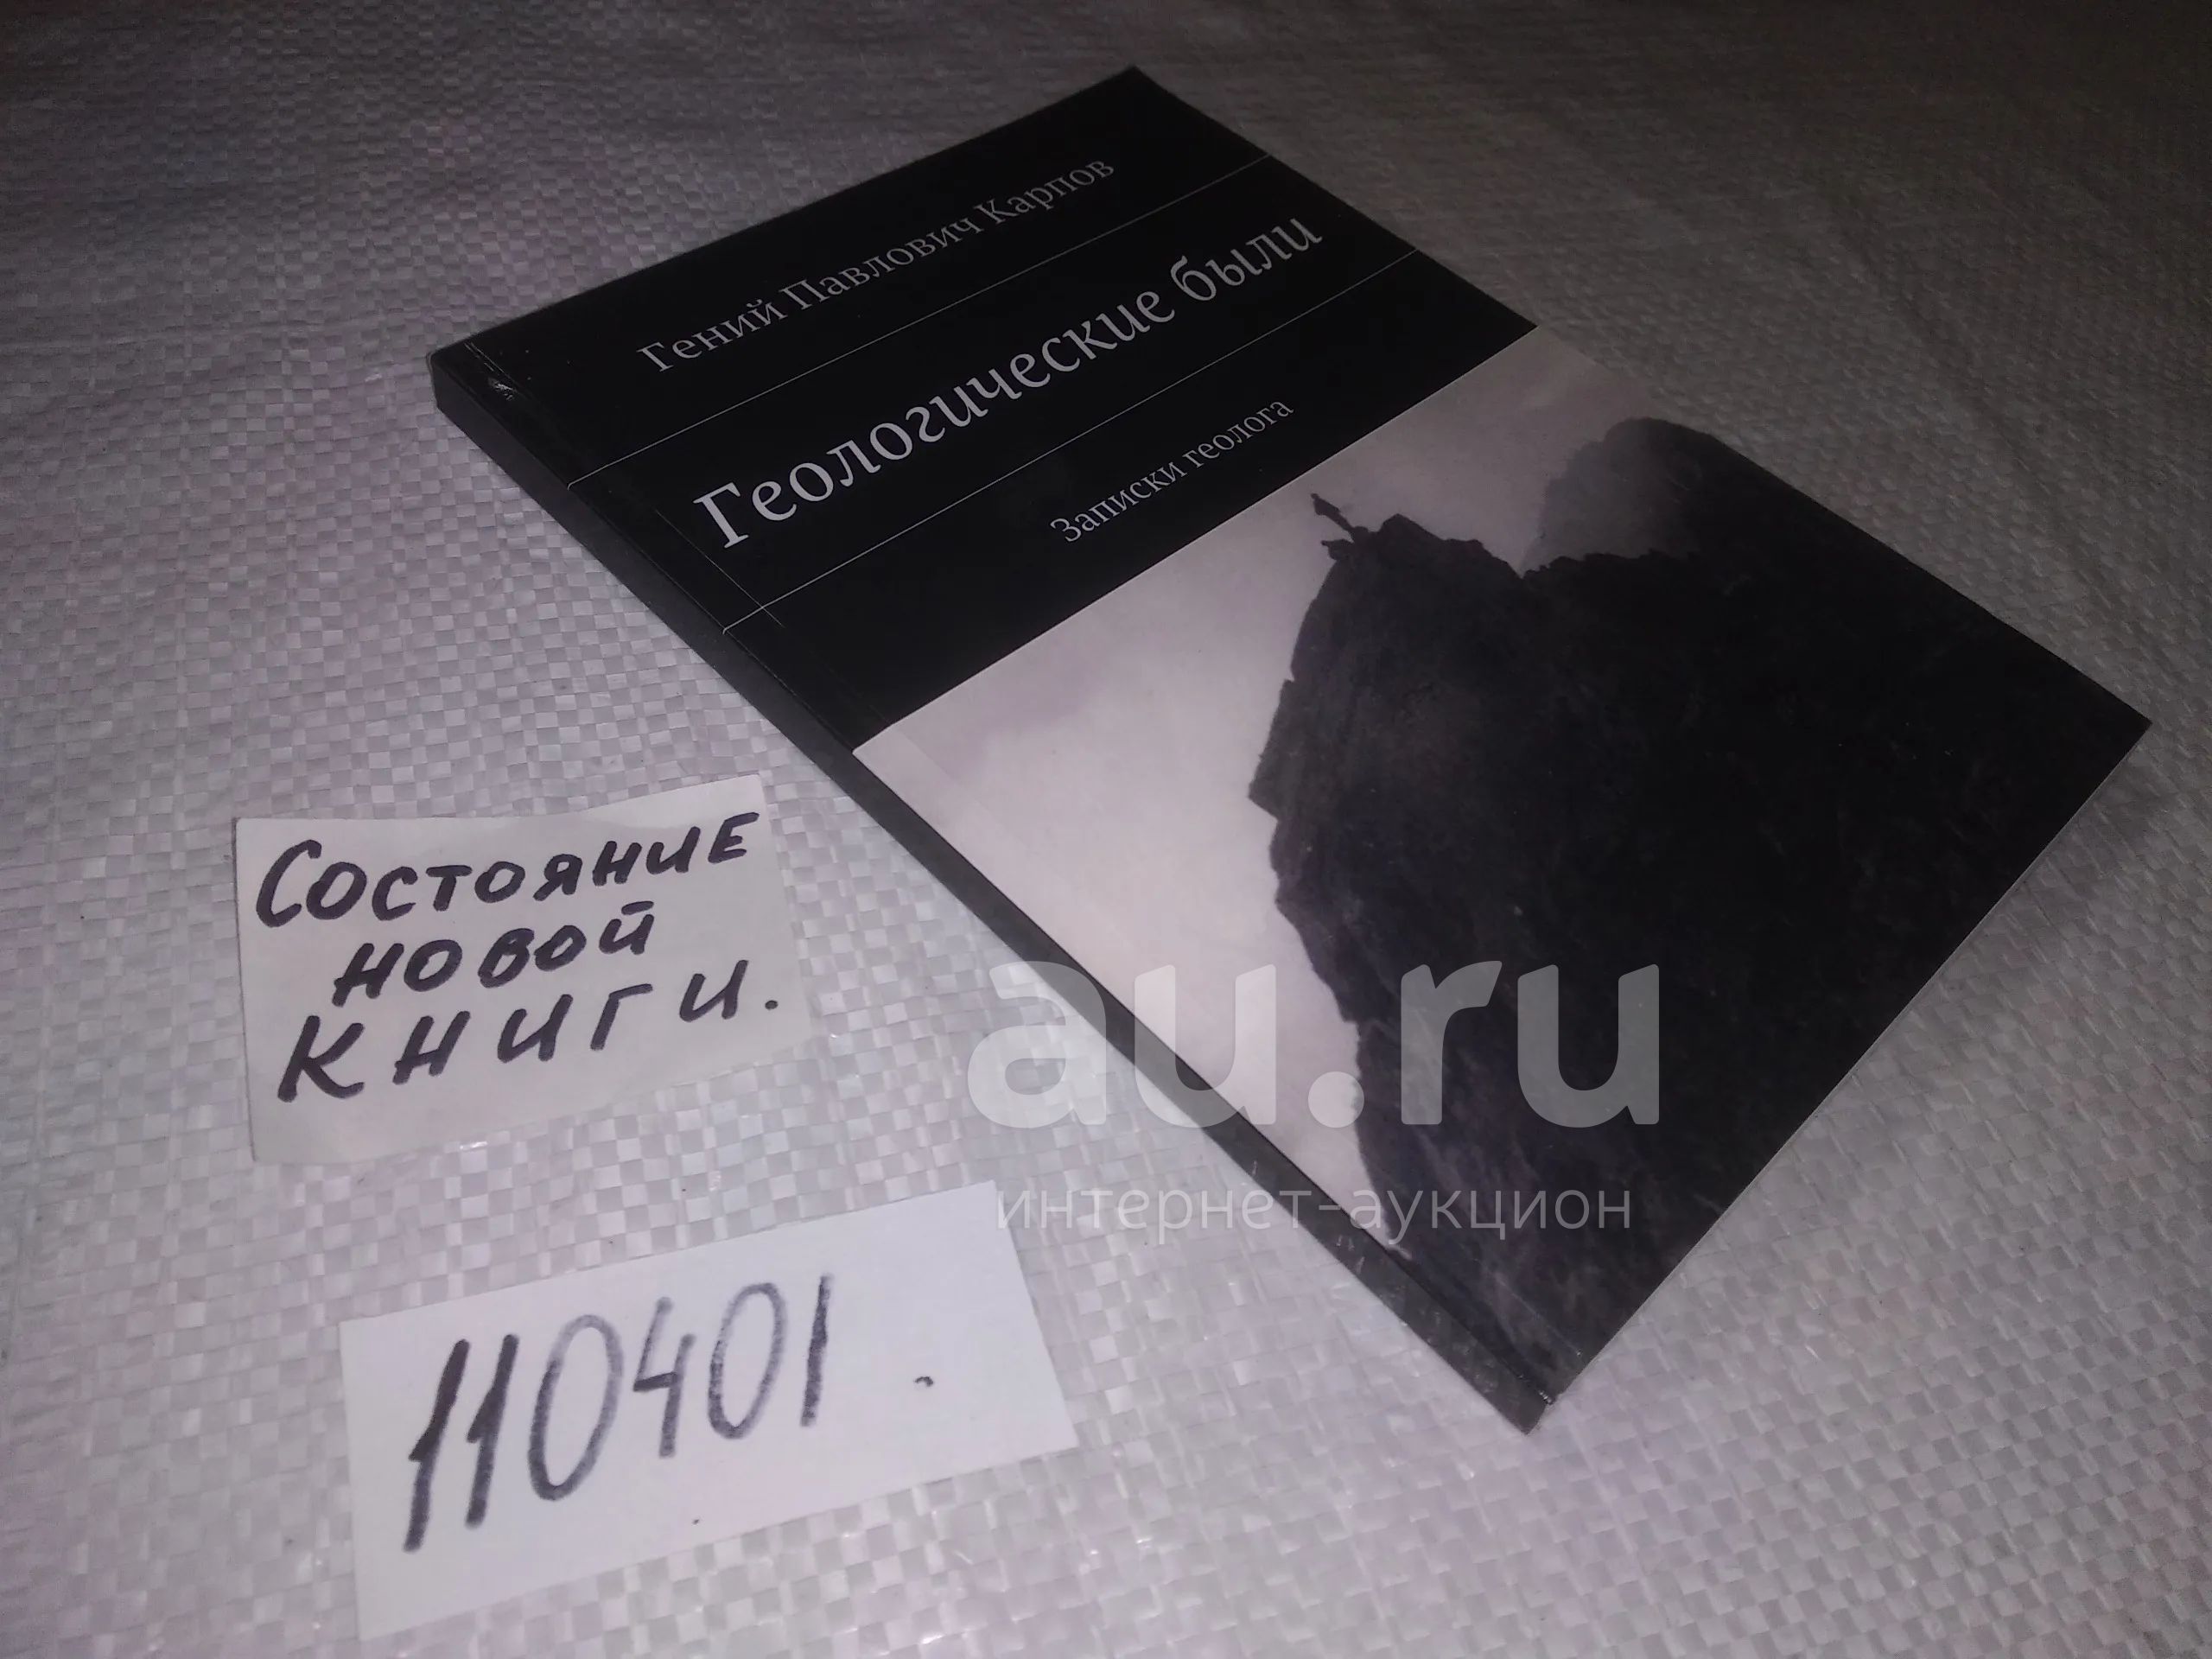 Гений Павлович Карпов
Геологические были
Записки геолога
Состояние
новой
книги.
110401.
au.ru
интернет-аукцион